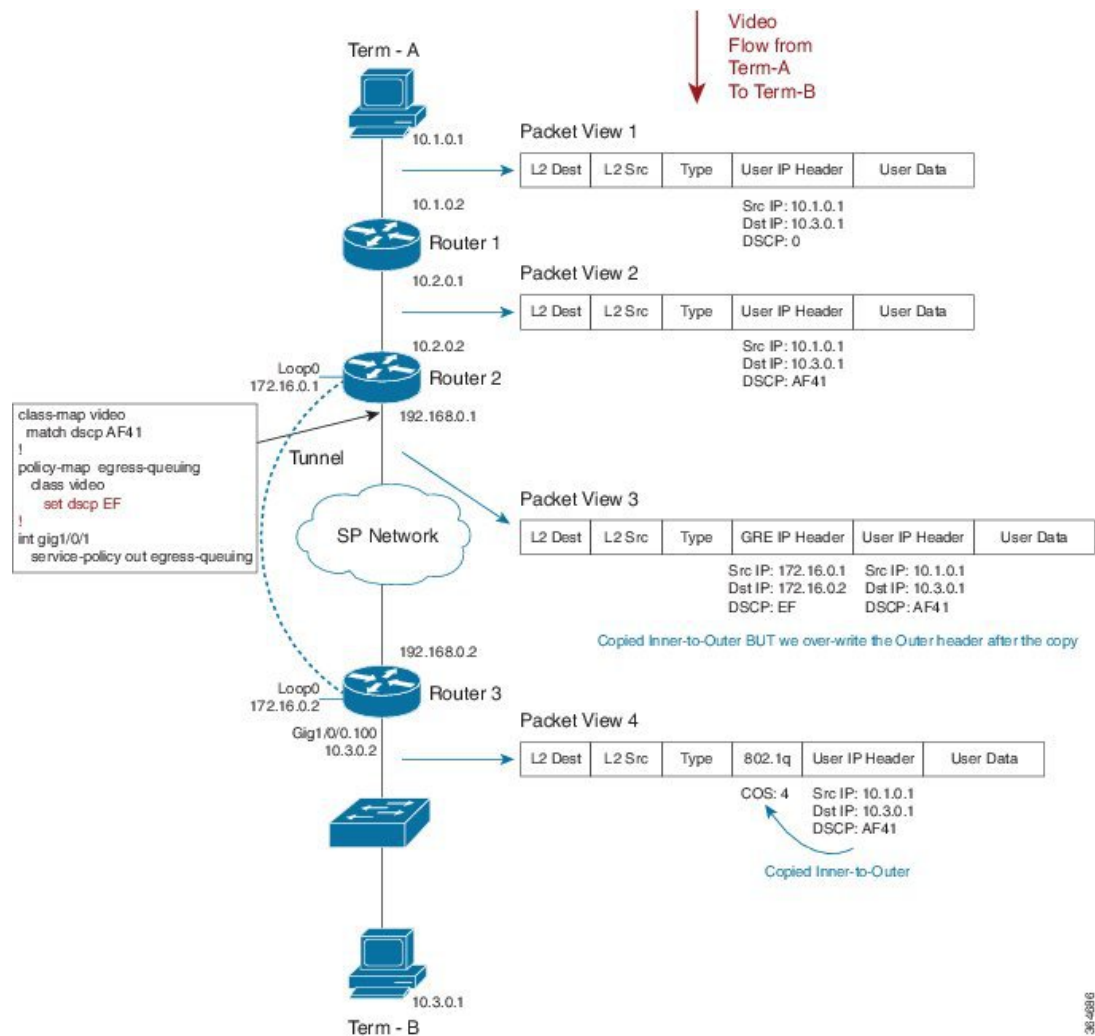 Video
Flow from
Term-A
To Term-B
Term - A
10.1.0.1
Packet View 1
L2 Dest L2 Src Type User IP Header User Data
Src IP: 10.1.0.1
Dst IP: 10.3.0.1
DSCP: 0
10.1.0.2
Router 1
10.2.0.1
Packet View 2
L2 Dest L2 Src Type User IP Header User Data
Src IP: 10.1.0.1
Dst IP: 10.3.0.1
DSCP: AF41
10.2.0.2
Loop0
172.16.0.1
Router 2
192.168.0.1
class-map video
match dscp AF41
!
policy-map egress-queuing
class video
set dscp EF
!
int gig1/0/1
service-policy out egress-queuing
Tunnel
SP Network
Packet View 3
L2 Dest L2 Src Type GRE IP Header User IP Header User Data
Src IP: 172.16.0.1 Src IP: 10.1.0.1
Dst IP: 172.16.0.2 Dst IP: 10.3.0.1
DSCP: EF DSCP: AF41
Copied Inner-to-Outer BUT we over-write the Outer header after the copy
192.168.0.2
Loop0
172.16.0.2
Router 3
Gig1/0/0.100
10.3.0.2
Packet View 4
L2 Dest L2 Src Type 802.1q User IP Header User Data
COS: 4 Src IP: 10.1.0.1
Dst IP: 10.3.0.1
DSCP: AF41
Copied Inner-to-Outer
10.3.0.1
Term - B
364686